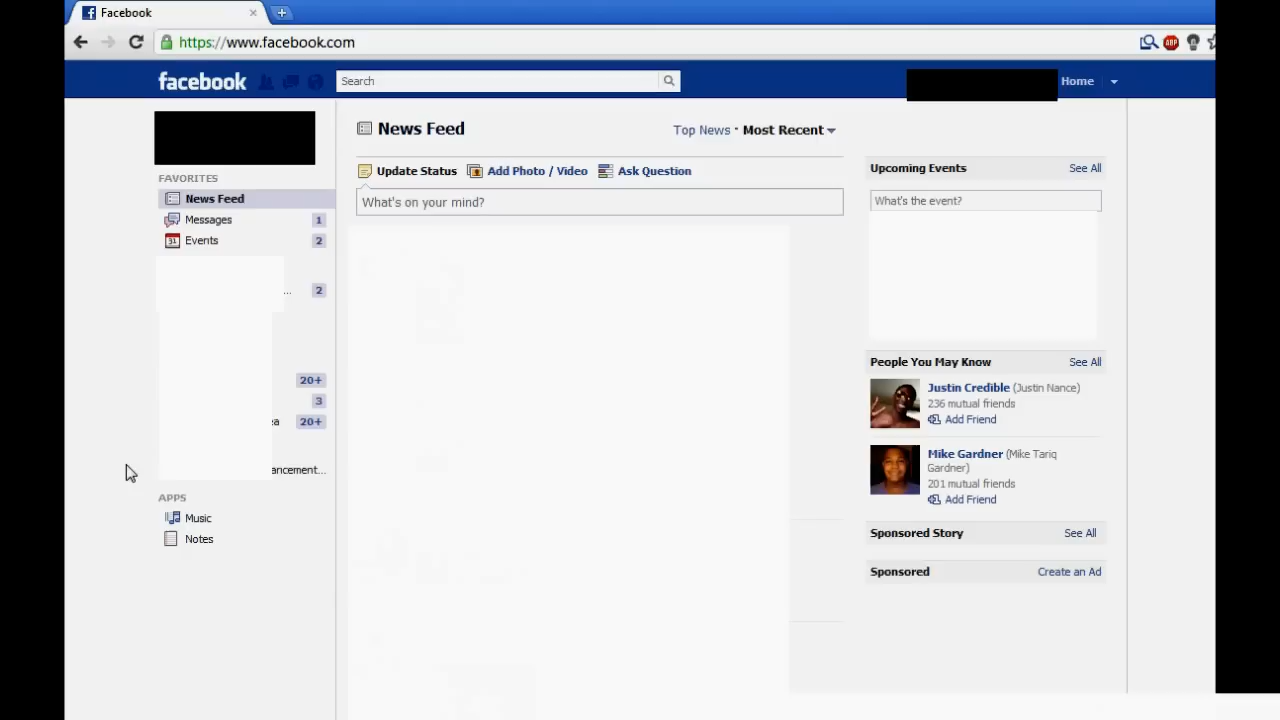 Facebook
https://www.facebook.com
ABP
facebook
Search
Home
FAVORITES
News Feed
Messages 1
31 Events 2
... 2
20+
3
ea 20+
ancement...
APPS
Music
Notes
News Feed
Top News · Most Recent
Update Status Add Photo / Video Ask Question
What's on your mind?
Upcoming Events See All
What's the event?
People You May Know See All
Justin Credible (Justin Nance)
236 mutual friends
Add Friend
Mike Gardner (Mike Tariq
Gardner)
201 mutual friends
Add Friend
Sponsored Story See All
Sponsored Create an Ad